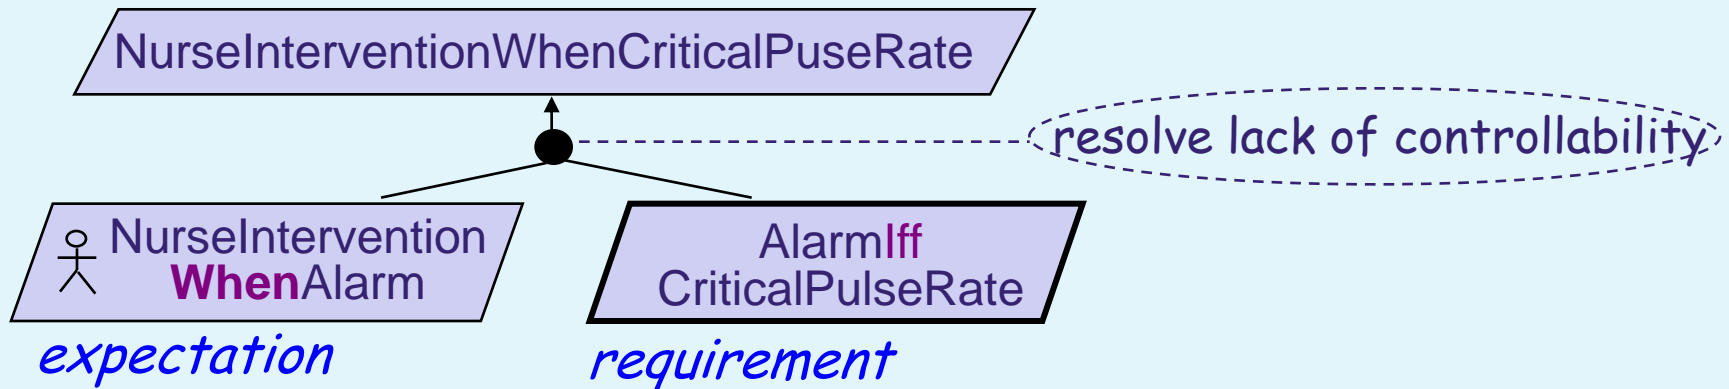 NurseInterventionWhenCriticalPuseRate
resolve lack of controllability
NurseIntervention
WhenAlarm
AlarmIff
CriticalPulseRate
expectation
requirement